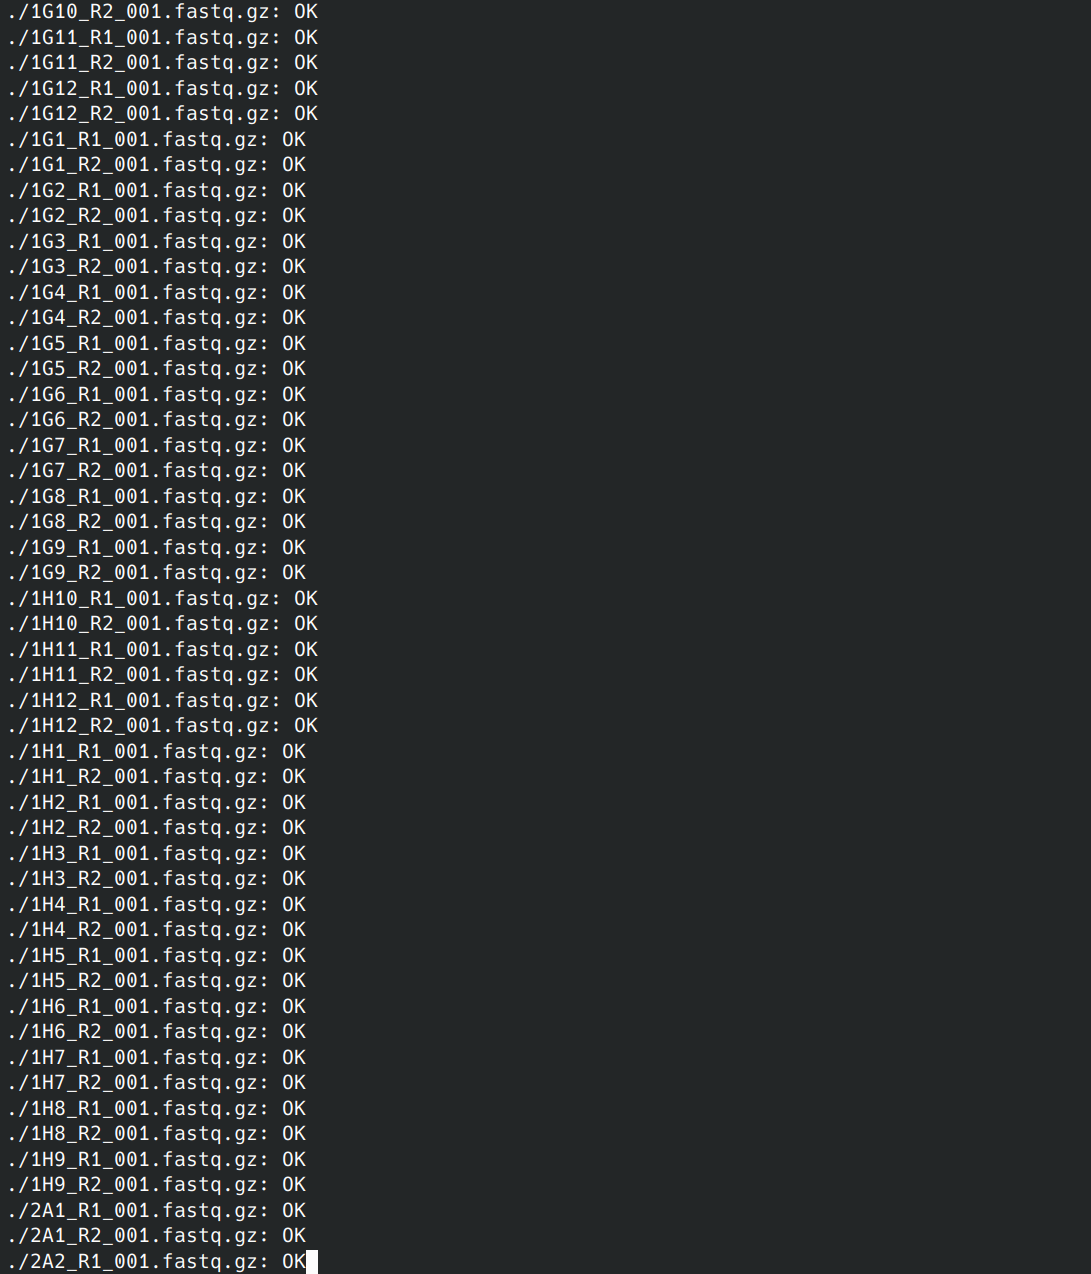 ./1G10_R2_001.fastq.gz: OK
./1G11_R1_001.fastq.gz: OK
./1G11_R2_001.fastq.gz: OK
./1G12_R1_001.fastq.gz: OK
./1G12_R2_001.fastq.gz: OK
./1G1_R1_001.fastq.gz: OK
./1G1_R2_001.fastq.gz: OK
./1G2_R1_001.fastq.gz: OK
./1G2_R2_001.fastq.gz: OK
./1G3_R1_001.fastq.gz: OK
./1G3_R2_001.fastq.gz: OK
./1G4_R1_001.fastq.gz: OK
./1G4_R2_001.fastq.gz: OK
./1G5_R1_001.fastq.gz: OK
./1G5_R2_001.fastq.gz: OK
./1G6_R1_001.fastq.gz: OK
./1G6_R2_001.fastq.gz: OK
./1G7_R1_001.fastq.gz: OK
./1G7_R2_001.fastq.gz: OK
./1G8_R1_001.fastq.gz: OK
./1G8_R2_001.fastq.gz: OK
./1G9_R1_001.fastq.gz: OK
./1G9_R2_001.fastq.gz: OK
./1H10_R1_001.fastq.gz: OK
./1H10_R2_001.fastq.gz: OK
./1H11_R1_001.fastq.gz: OK
./1H11_R2_001.fastq.gz: OK
./1H12_R1_001.fastq.gz: OK
./1H12_R2_001.fastq.gz: OK
./1H1_R1_001.fastq.gz: OK
./1H1_R2_001.fastq.gz: OK
./1H2_R1_001.fastq.gz: OK
./1H2_R2_001.fastq.gz: OK
./1H3_R1_001.fastq.gz: OK
./1H3_R2_001.fastq.gz: OK
./1H4_R1_001.fastq.gz: OK
./1H4_R2_001.fastq.gz: OK
./1H5_R1_001.fastq.gz: OK
./1H5_R2_001.fastq.gz: OK
./1H6_R1_001.fastq.gz: OK
./1H6_R2_001.fastq.gz: OK
./1H7_R1_001.fastq.gz: OK
./1H7_R2_001.fastq.gz: OK
./1H8_R1_001.fastq.gz: OK
./1H8_R2_001.fastq.gz: OK
./1H9_R1_001.fastq.gz: OK
./1H9_R2_001.fastq.gz: OK
./2A1_R1_001.fastq.gz: OK
./2A1_R2_001.fastq.gz: OK
./2A2_R1_001.fastq.gz: OK